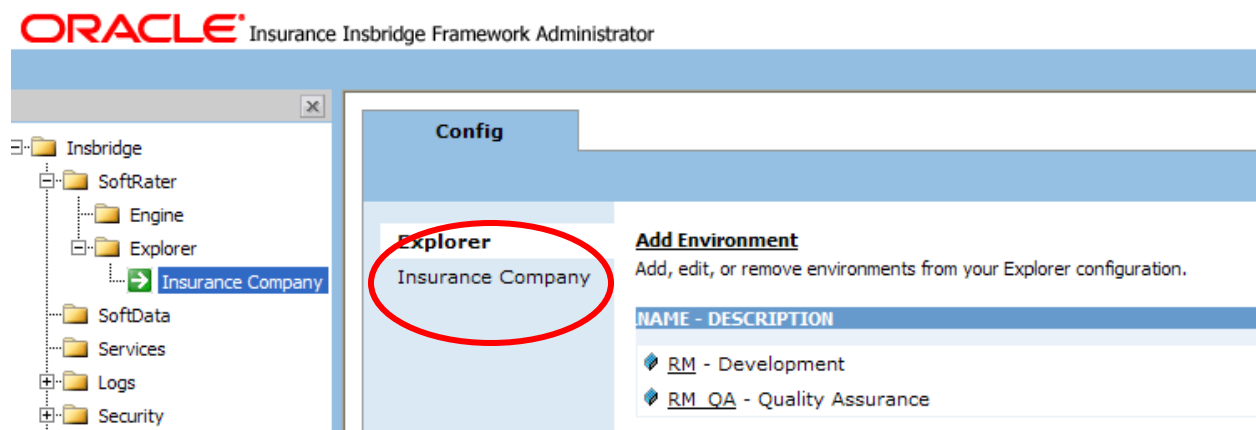 ORACLE Insurance Insbridge Framework Administrator
Insbridge
SoftRater
Engine
Explorer
Insurance Company
SoftData
Services
Logs
Security
Config
Explorer
Insurance Company
Add Environment
Add, edit, or remove environments from your Explorer configuration.
NAME - DESCRIPTION
RM - Development
RM_QA - Quality Assurance